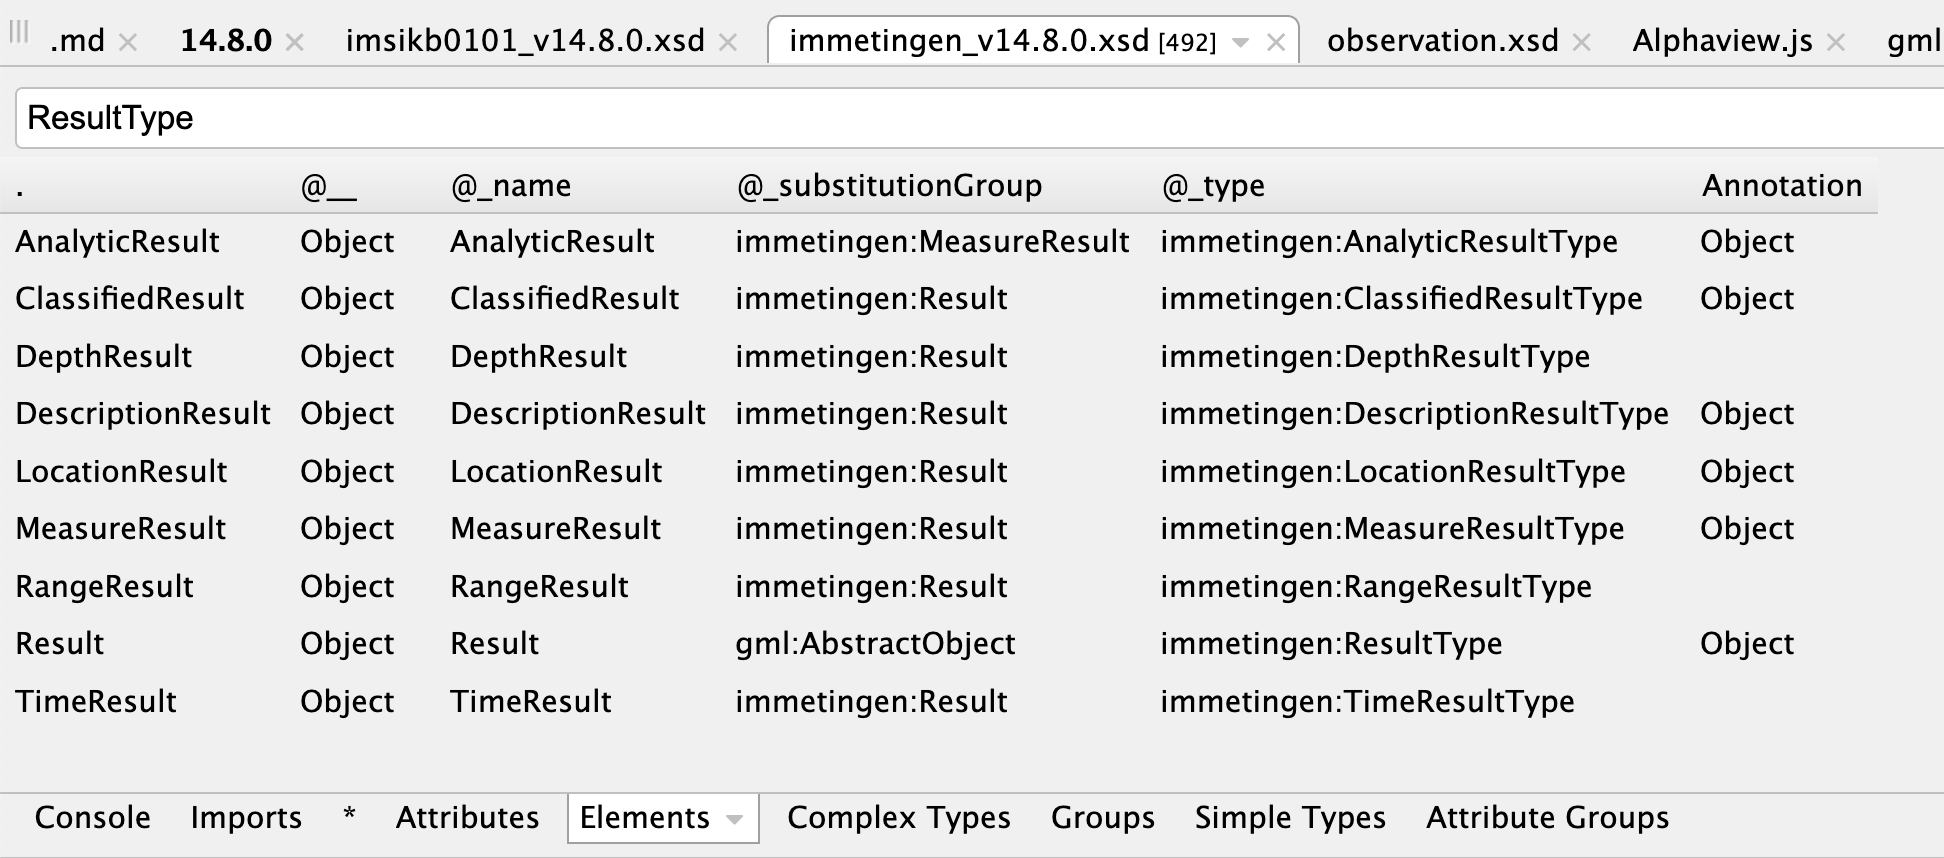 .md × 14.8.0 × imsikb0101_v14.8.0.xsd × immetingen_v14.8.0.xsd [492] × observation.xsd × Alphaview.js × gml
ResultType
. @__ @_name @_substitutionGroup @_type Annotation
AnalyticResult Object AnalyticResult immetingen:MeasureResult immetingen:AnalyticResultType Object
ClassifiedResult Object ClassifiedResult immetingen:Result immetingen:ClassifiedResultType Object
DepthResult Object DepthResult immetingen:Result immetingen:DepthResultType
DescriptionResult Object DescriptionResult immetingen:Result immetingen:DescriptionResultType Object
LocationResult Object LocationResult immetingen:Result immetingen:LocationResultType Object
MeasureResult Object MeasureResult immetingen:Result immetingen:MeasureResultType Object
RangeResult Object RangeResult immetingen:Result immetingen:RangeResultType
Result Object Result gml:AbstractObject immetingen:ResultType Object
TimeResult Object TimeResult immetingen:Result immetingen:TimeResultType
Console Imports * Attributes Elements Complex Types Groups Simple Types Attribute Groups